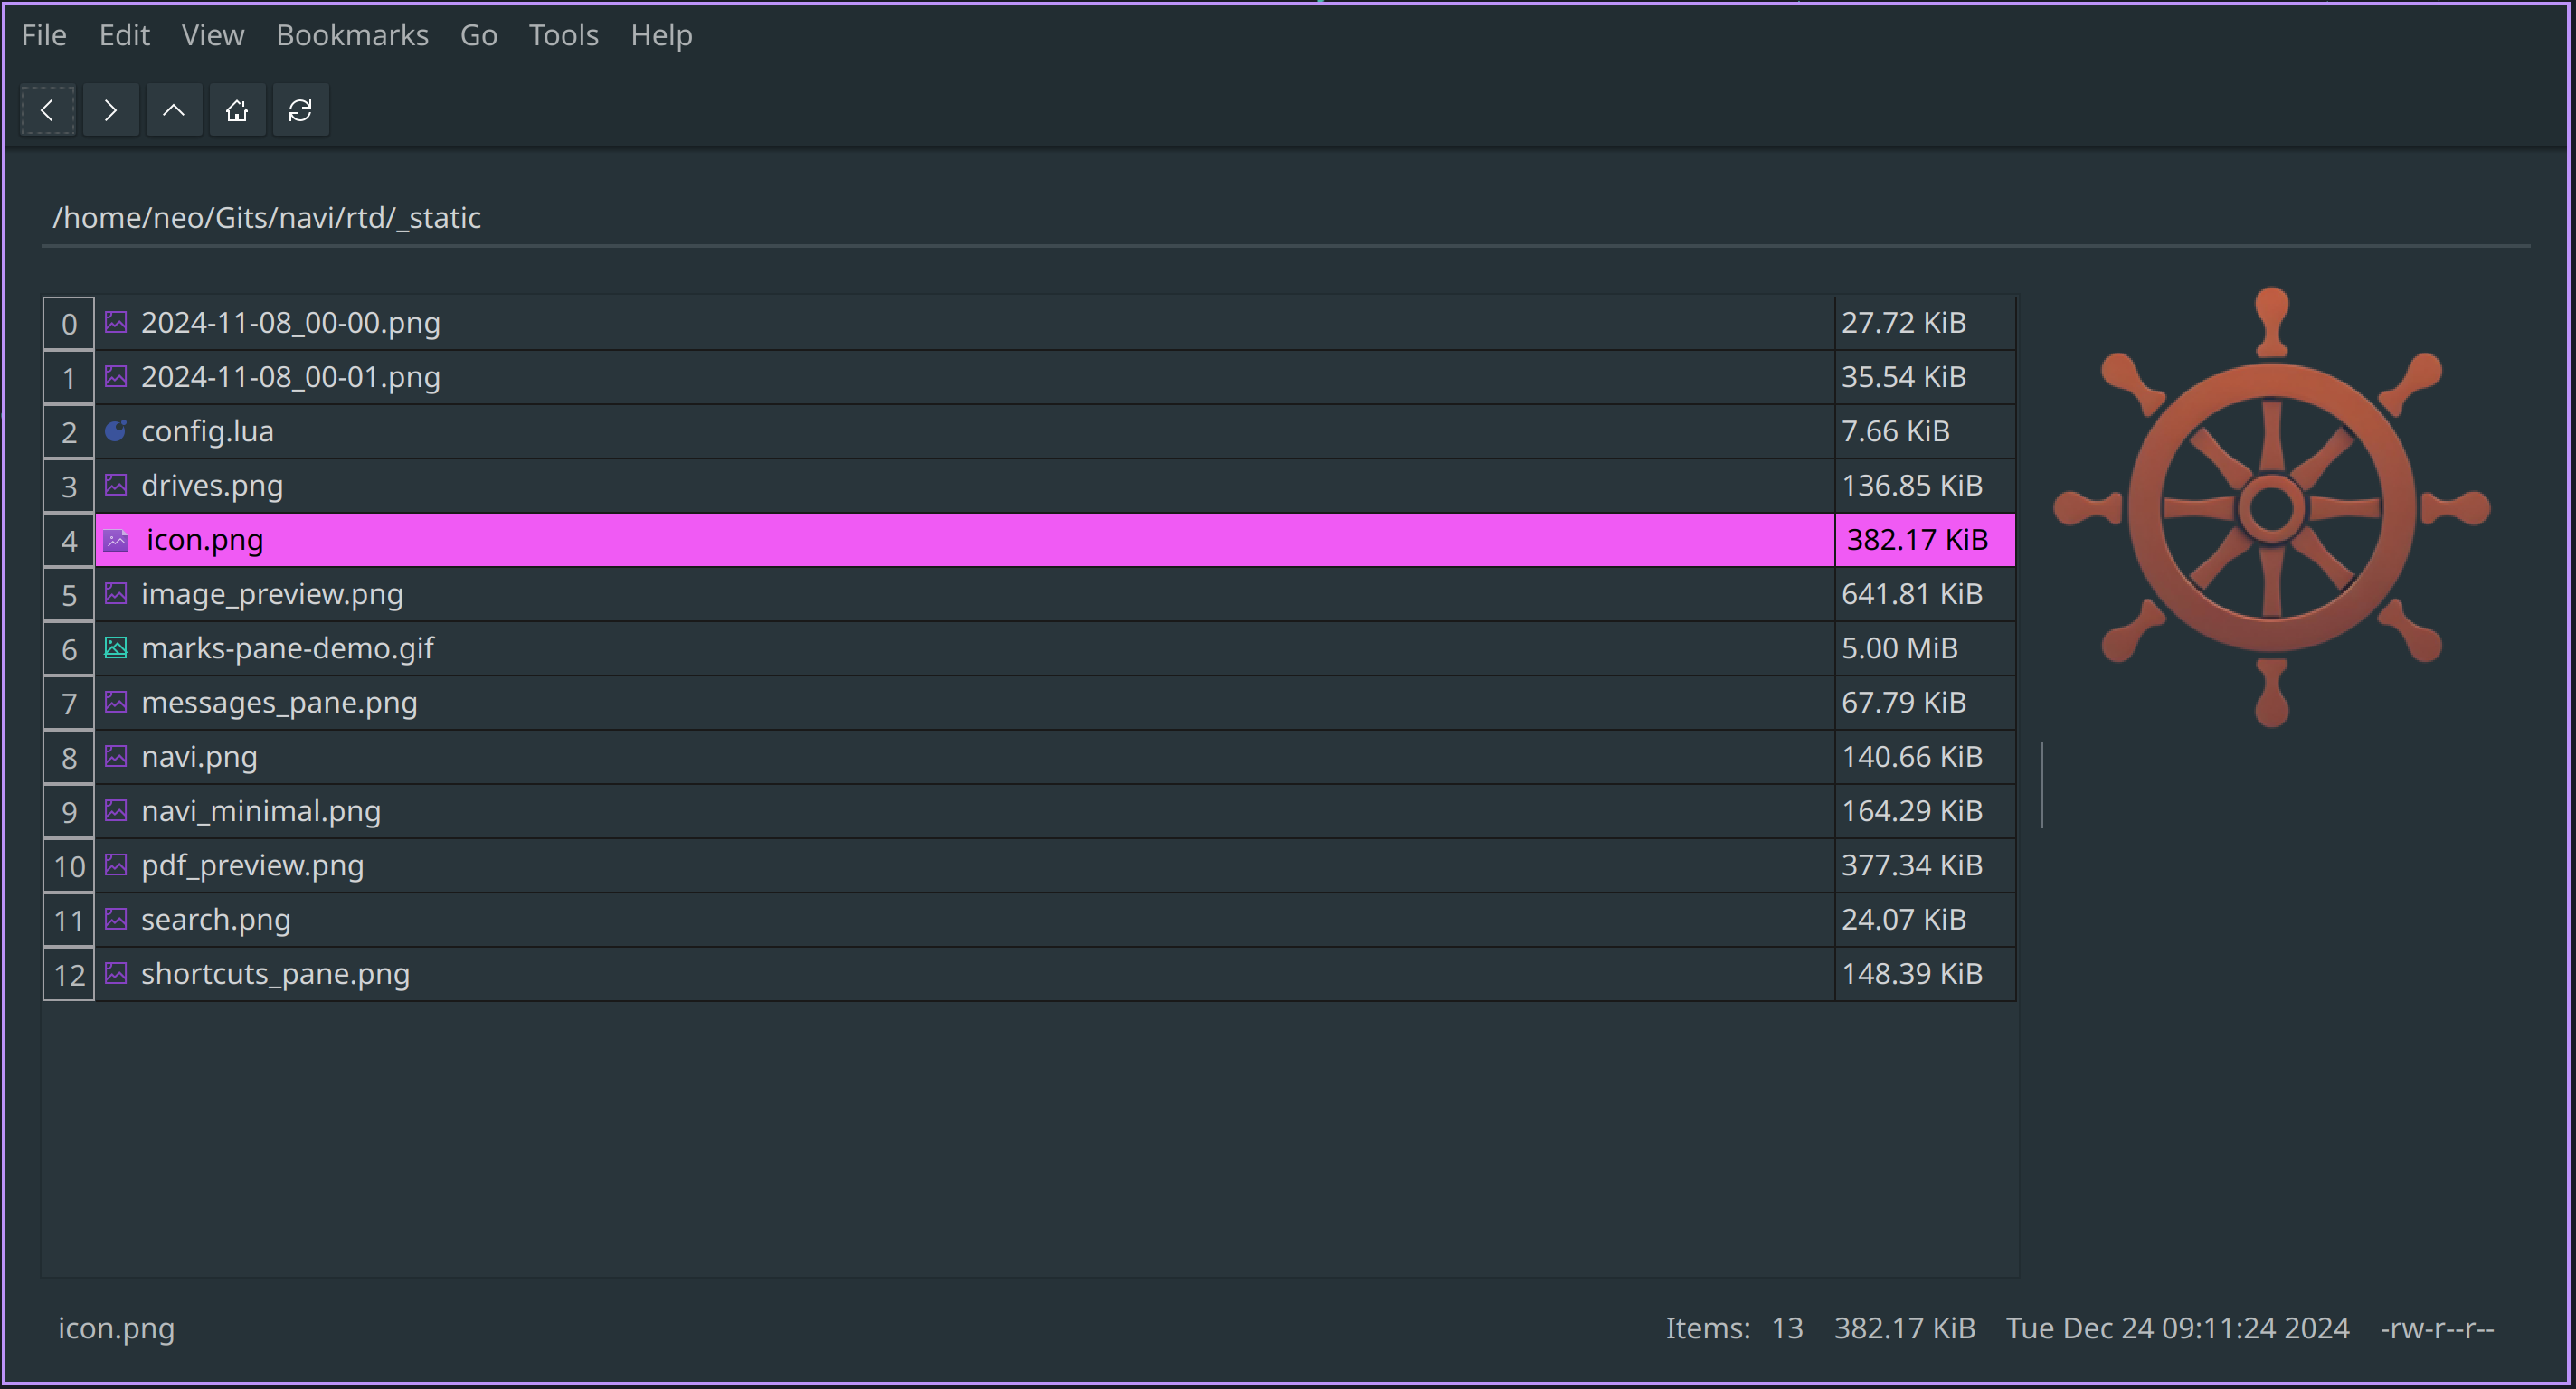 File Edit View Bookmarks Go Tools Help
/home/neo/Gits/navi/rtd/_static
0 2024-11-08_00-00.png 27.72 KiB
1 2024-11-08_00-01.png 35.54 KiB
2 config.lua 7.66 KiB
3 drives.png 136.85 KiB
4 icon.png 382.17 KiB
5 image_preview.png 641.81 KiB
6 marks-pane-demo.gif 5.00 MiB
7 messages_pane.png 67.79 KiB
8 navi.png 140.66 KiB
9 navi_minimal.png 164.29 KiB
10 pdf_preview.png 377.34 KiB
11 search.png 24.07 KiB
12 shortcuts_pane.png 148.39 KiB
icon.png Items: 13 382.17 KiB Tue Dec 24 09:11:24 2024 -rw-r--r--